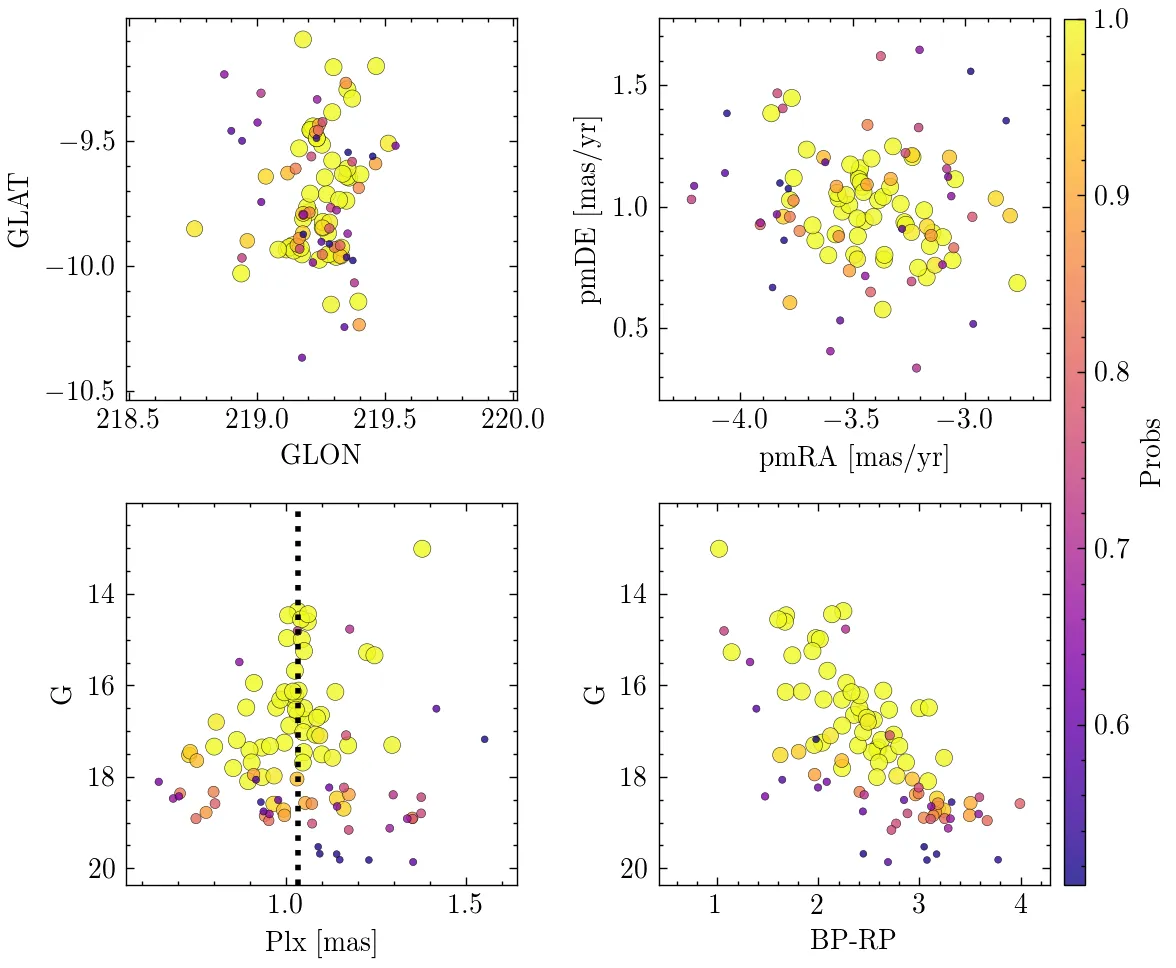 −9.5
−10.0
−10.5
GLAT
218.5 219.0 219.5 220.0
GLON
1.5
1.0
0.5
pmDE [mas/yr]
−4.0 −3.5 −3.0
pmRA [mas/yr]
1.0
0.9
0.8
0.7
0.6
Probs
14
16
18
20
G
1.0 1.5
Plx [mas]
14
16
18
20
G
1 2 3 4
BP-RP